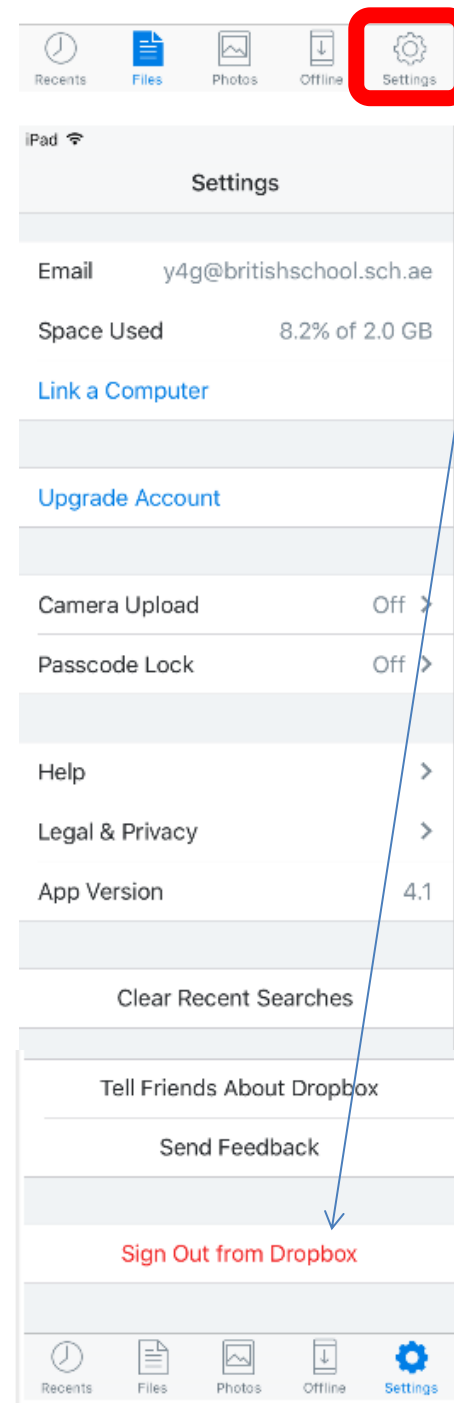 Recents Files Photos Offline Settings
iPad
Settings
Email y4g@britishschool.sch.ae
Space Used 8.2% of 2.0 GB
Link a Computer
Upgrade Account
Camera Upload Off >
Passcode Lock Off >
Help >
Legal & Privacy >
App Version 4.1
Clear Recent Searches
Tell Friends About Dropbox
Send Feedback
Sign Out from Dropbox
Recents Files Photos Offline Settings